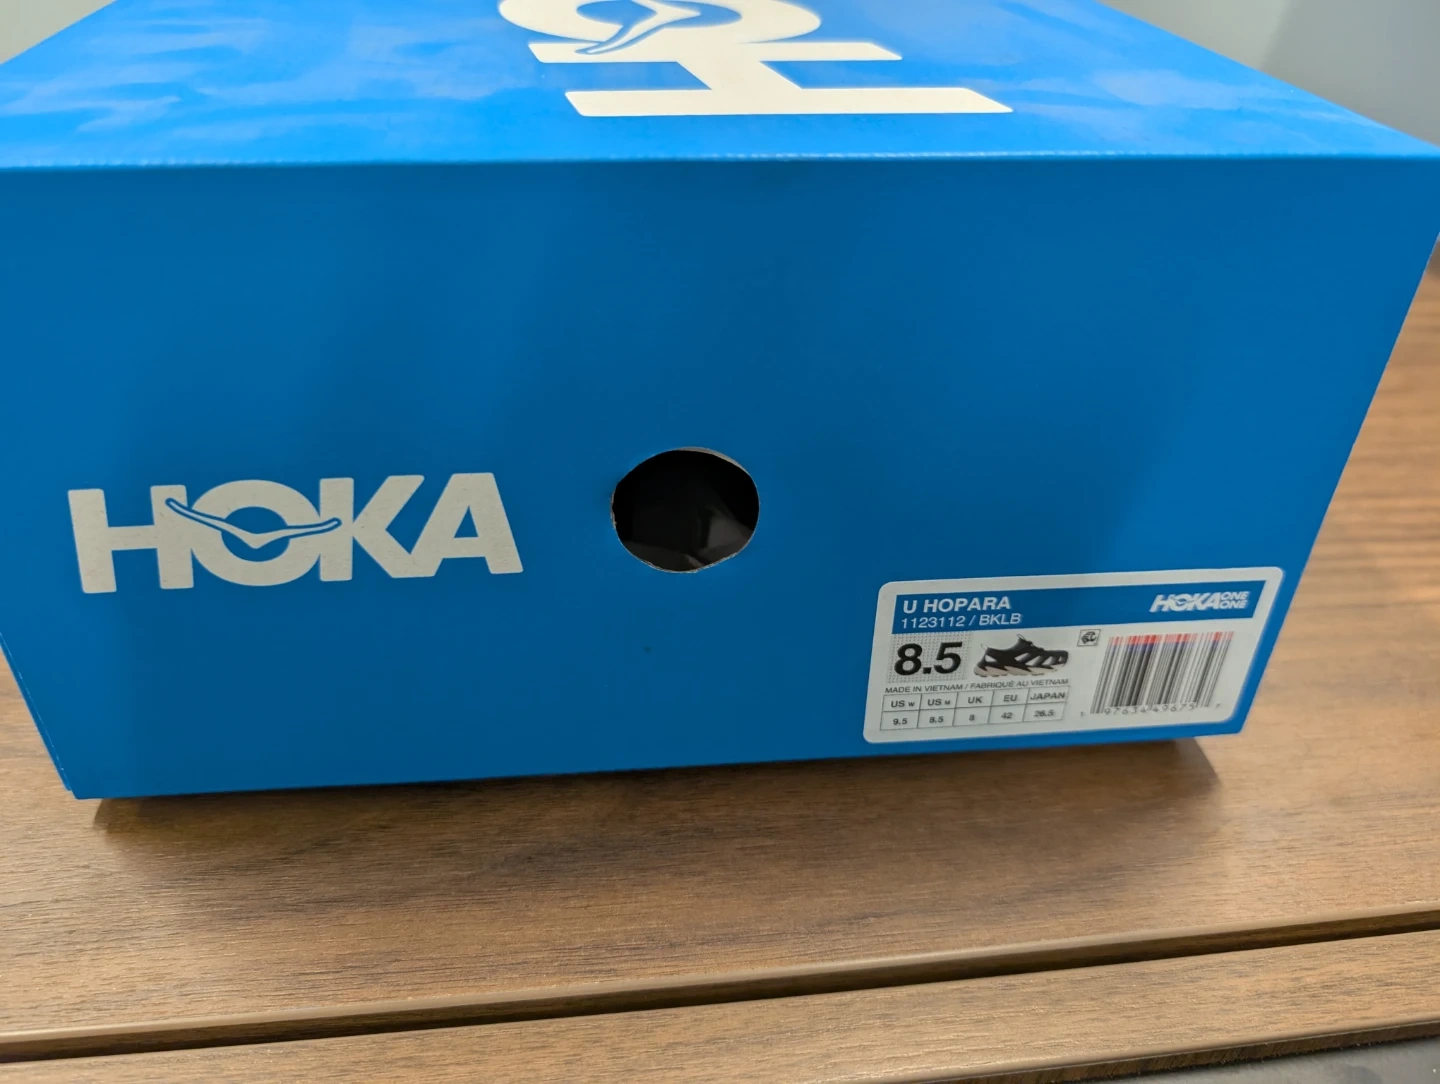 HO
HOKA
U HOPARA
1123112 / BKLB
HOKA ONE ONE
8.5
MADE IN VIETNAM / FABRIQUÉ AU VIETNAM
US W US M UK EU JAPAN
9.5 8.5 8 42 26.5